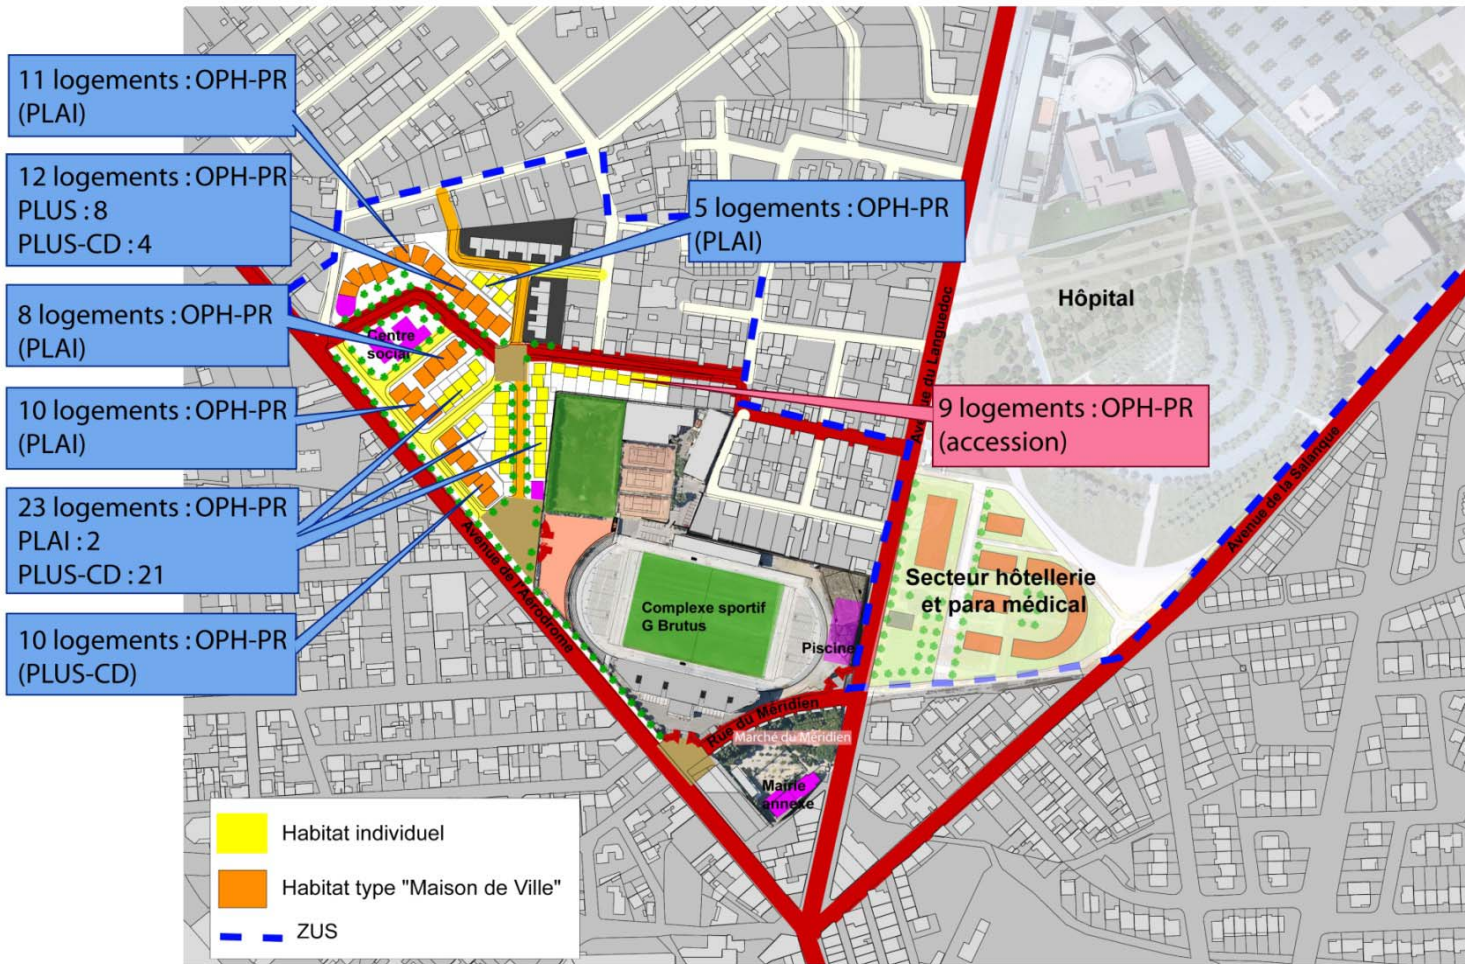 11 logements : OPH-PR
(PLAI)
12 logements : OPH-PR
PLUS : 8
PLUS-CD : 4
5 logements : OPH-PR
(PLAI)
8 logements : OPH-PR
(PLAI)
10 logements : OPH-PR
(PLAI)
23 logements : OPH-PR
PLAI : 2
PLUS-CD : 21
10 logements : OPH-PR
(PLUS-CD)
9 logements : OPH-PR
(accession)
Centre
social
Hôpital
Avenue du Languedoc
Avenue de la Salanque
Avenue de l'Aérodrome
Secteur hôtellerie
et para médical
Complexe sportif
G Brutus
Piscine
Rue du Méridien
Marché du Méridien
Mairie
annexe
Habitat individuel
Habitat type "Maison de Ville"
ZUS